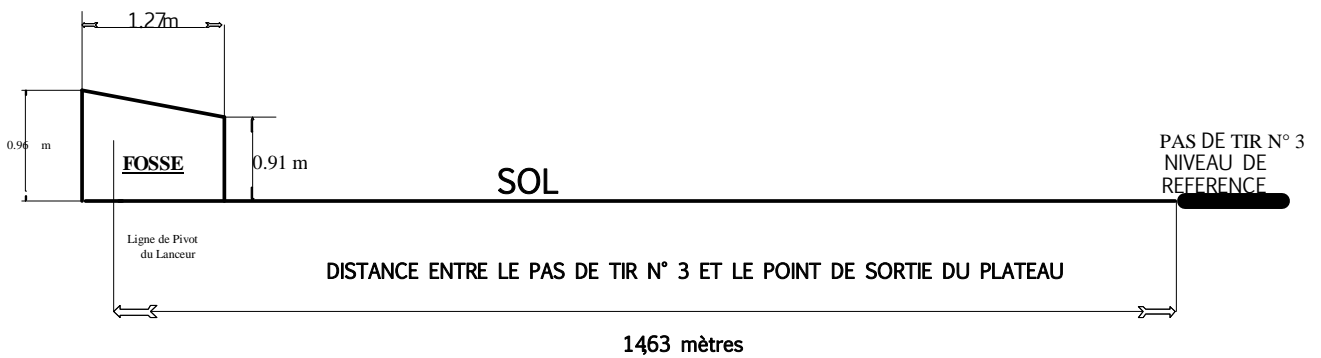 1,27m
0.96 m
FOSSE
0.91 m
SOL
PAS DE TIR N° 3
NIVEAU DE
REFERENCE
Ligne de Pivot
du Lanceur
DISTANCE ENTRE LE PAS DE TIR N° 3 ET LE POINT DE SORTIE DU PLATEAU
14,63 mètres